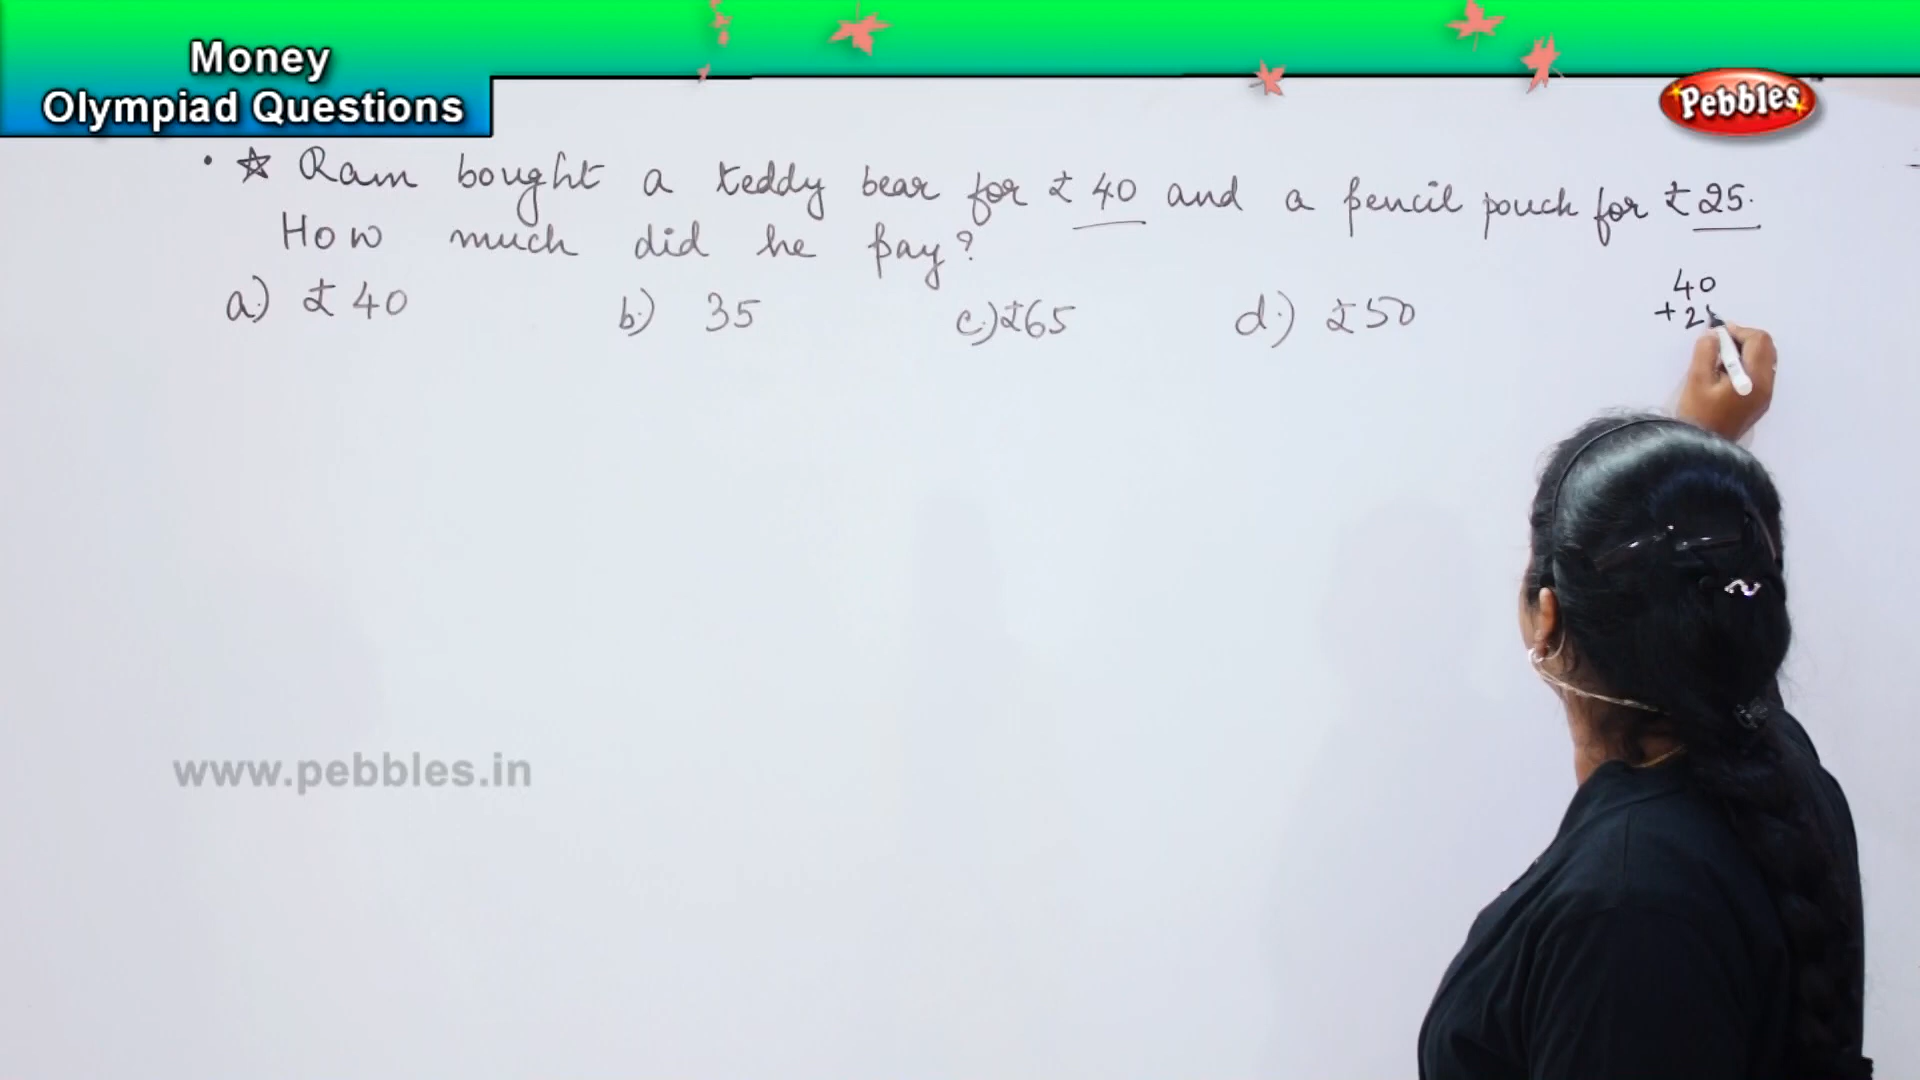 Money
Olympiad Questions
Pebbles
• ☆ Ram bought a teddy bear for ₹ 40 and a pencil pouch for ₹ 25.
How much did he pay?
a.) ₹ 40 b.) 35 c.) ₹65 d.) ₹50
40
+ 2
www.pebbles.in